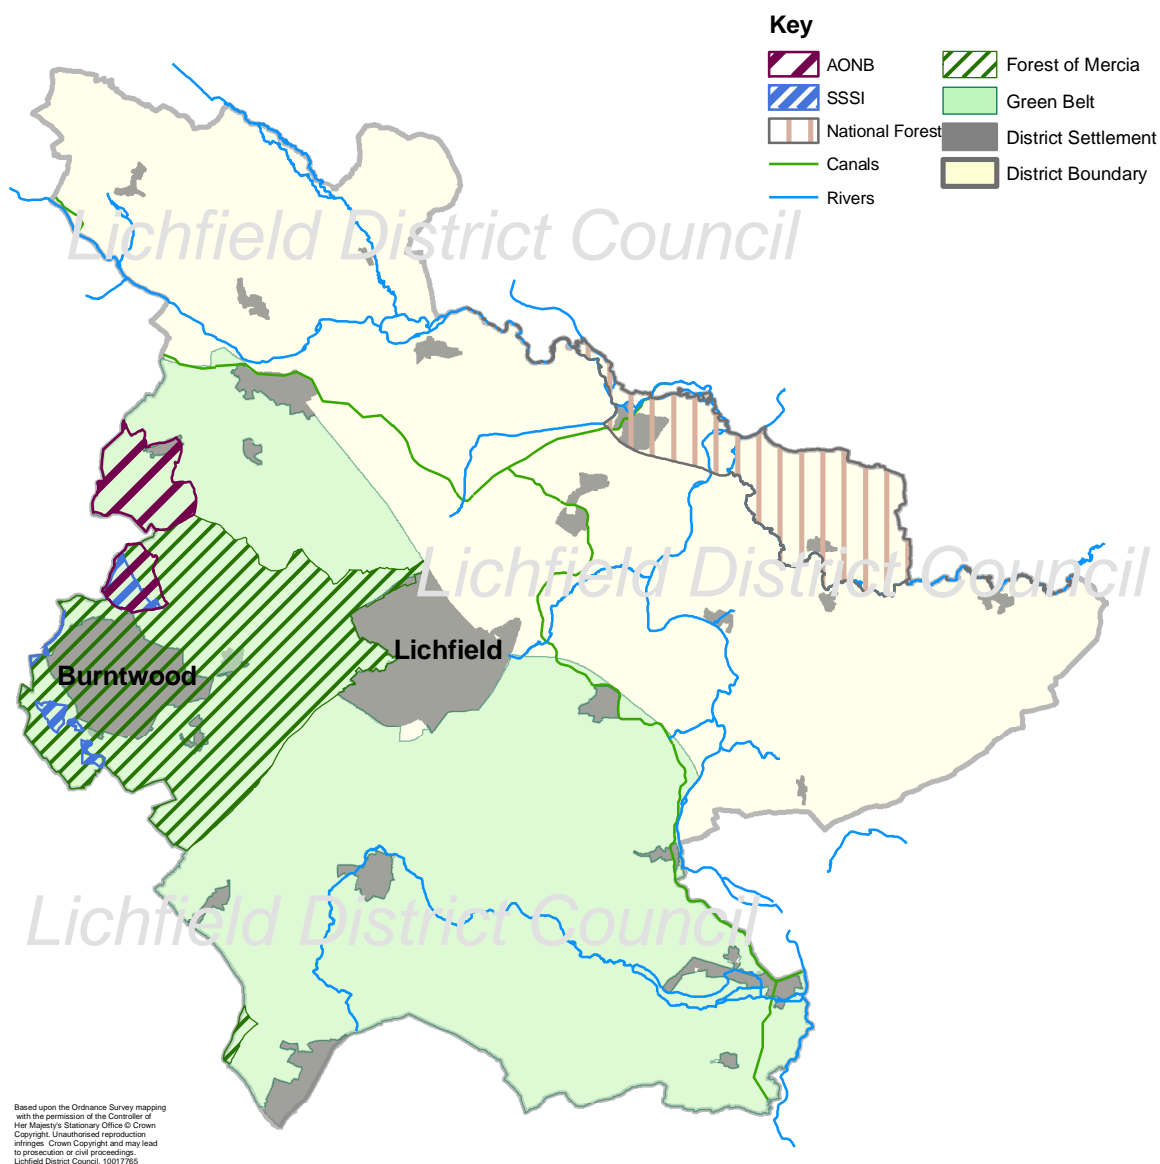 Key
AONB
SSSI
National Forest
Canals
Rivers
Forest of Mercia
Green Belt
District Settlement
District Boundary
Lichfield District Council
Lichfield District Council
Lichfield
Burntwood
Lichfield District Council
Based upon the Ordnance Survey mapping
with the permission of the Controller of
Her Majesty's Stationary Office © Crown
Copyright. Unauthorised reproduction
infringes Crown Copyright and may lead
to prosecution or civil proceedings.
Lichfield District Council. 10017765